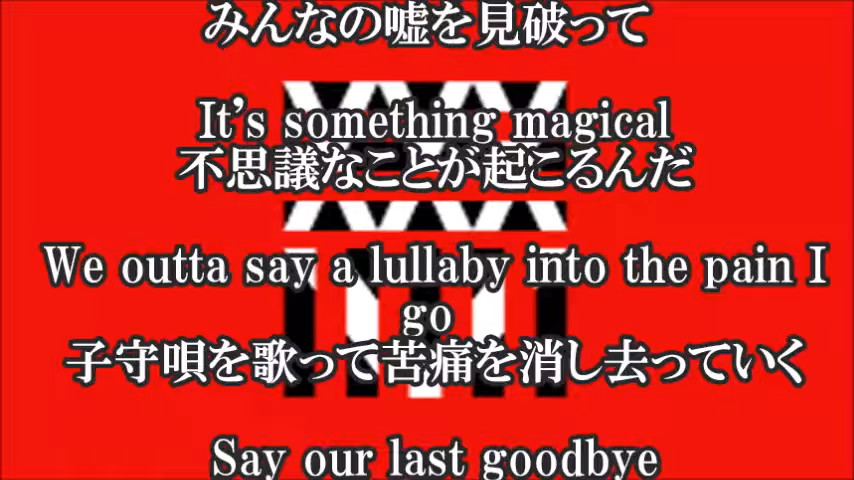 みんなの嘘を見破って
It's something magical
不思議なことが起こるんだ
We outta say a lullaby into the pain I
go
子守唄を歌って苦痛を消し去っていく
Say our last goodbye